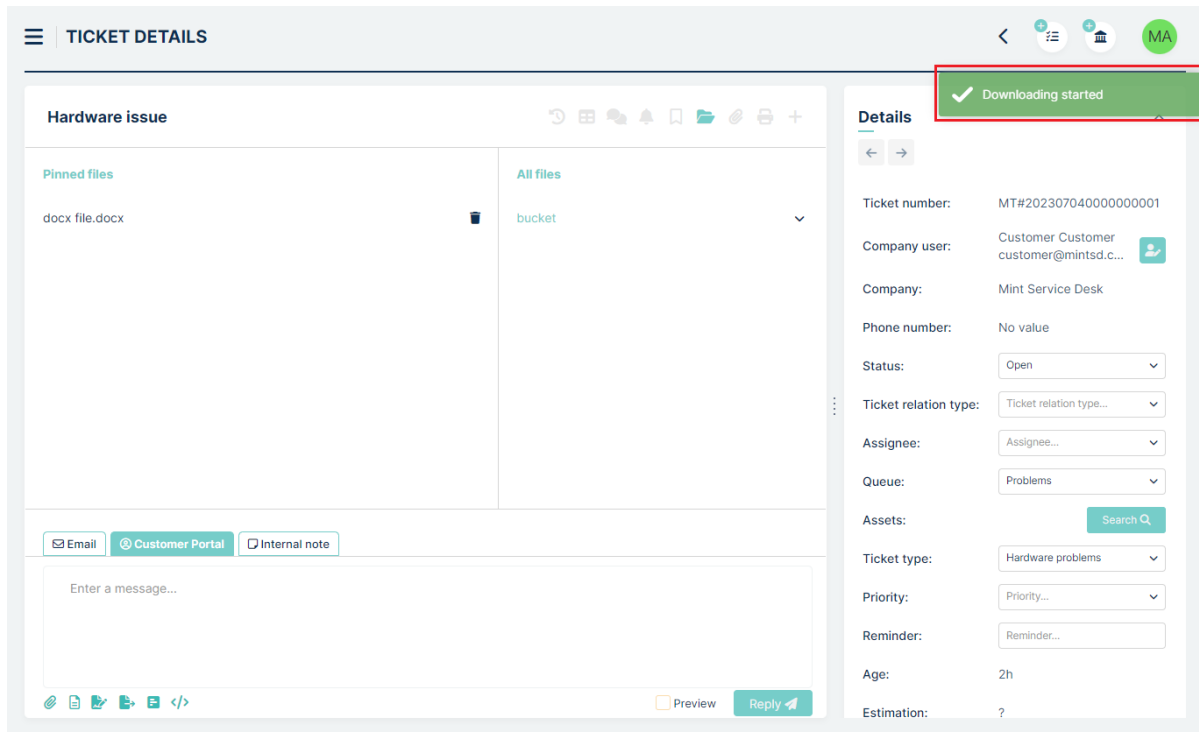 TICKET DETAILS
MA
Downloading started
Hardware issue
Pinned files
docx file.docx
All files
bucket
Email
Customer Portal
Internal note
Enter a message...
Preview
Reply
Details
Ticket number: MT#202307040000000001
Company user: Customer Customer
customer@mintsd.c...
Company: Mint Service Desk
Phone number: No value
Status: Open
Ticket relation type: Ticket relation type...
Assignee: Assignee...
Queue: Problems
Assets: Search
Ticket type: Hardware problems
Priority: Priority...
Reminder: Reminder...
Age: 2h
Estimation: ?